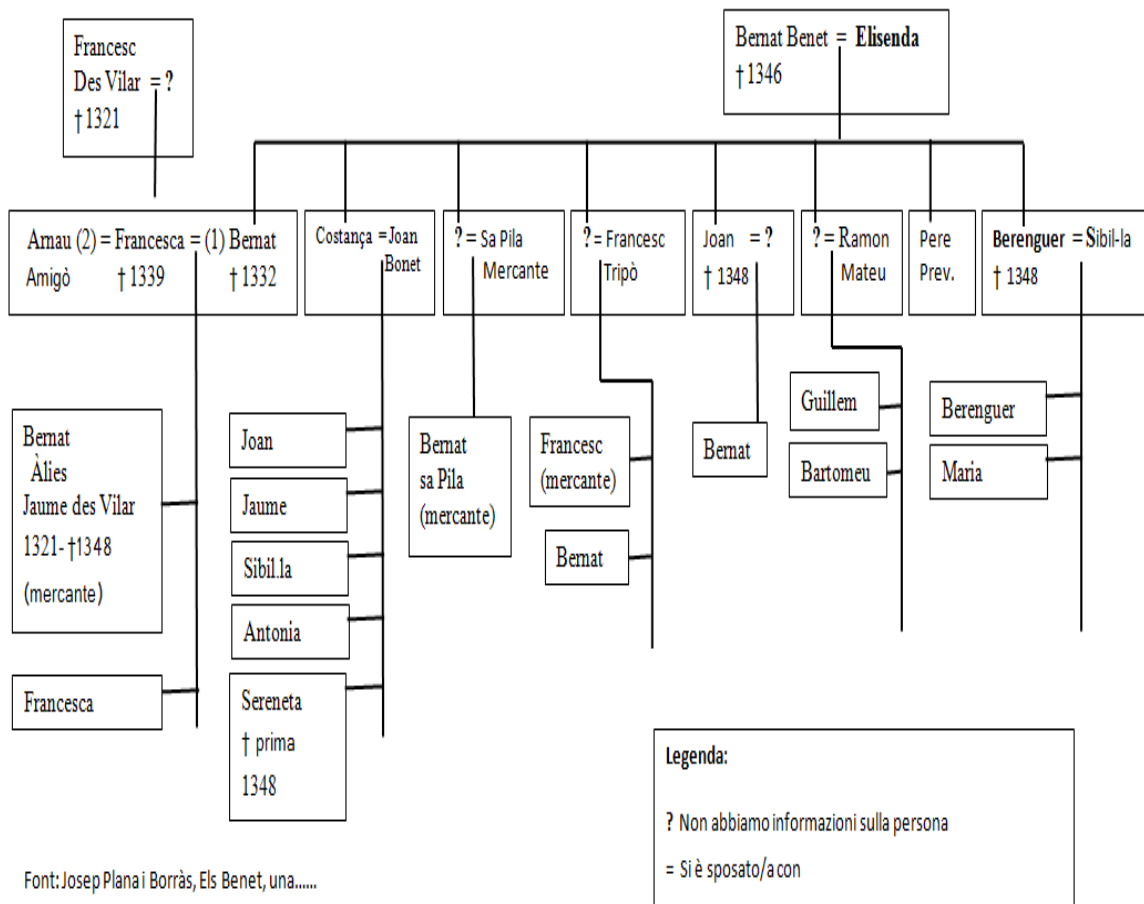 Francesc
Des Vilar = ?
† 1321
Bernat Benet = Elisenda
† 1346
Arnau (2) = Francesca = (1) Bernat
Amigò † 1339 † 1332
Costança = Joan
Bonet
? = Sa Pila
Mercante
? = Francesc
Tripò
Joan = ?
† 1348
? = Ramon
Mateu
Pere
Prev.
Berenguer = Sibil-la
† 1348
Bernat
Àlies
Jaume des Vilar
1321- †1348
(mercante)
Francesca
Joan
Jaume
Sibil.la
Antonia
Sereneta
† prima
1348
Bernat
sa Pila
(mercante)
Francesc
(mercante)
Bernat
Bernat
Guillem
Bartomeu
Berenguer
Maria
Legenda:
? Non abbiamo informazioni sulla persona
= Si è sposato/a con
Font: Josep Plana i Borràs, Els Benet, una......